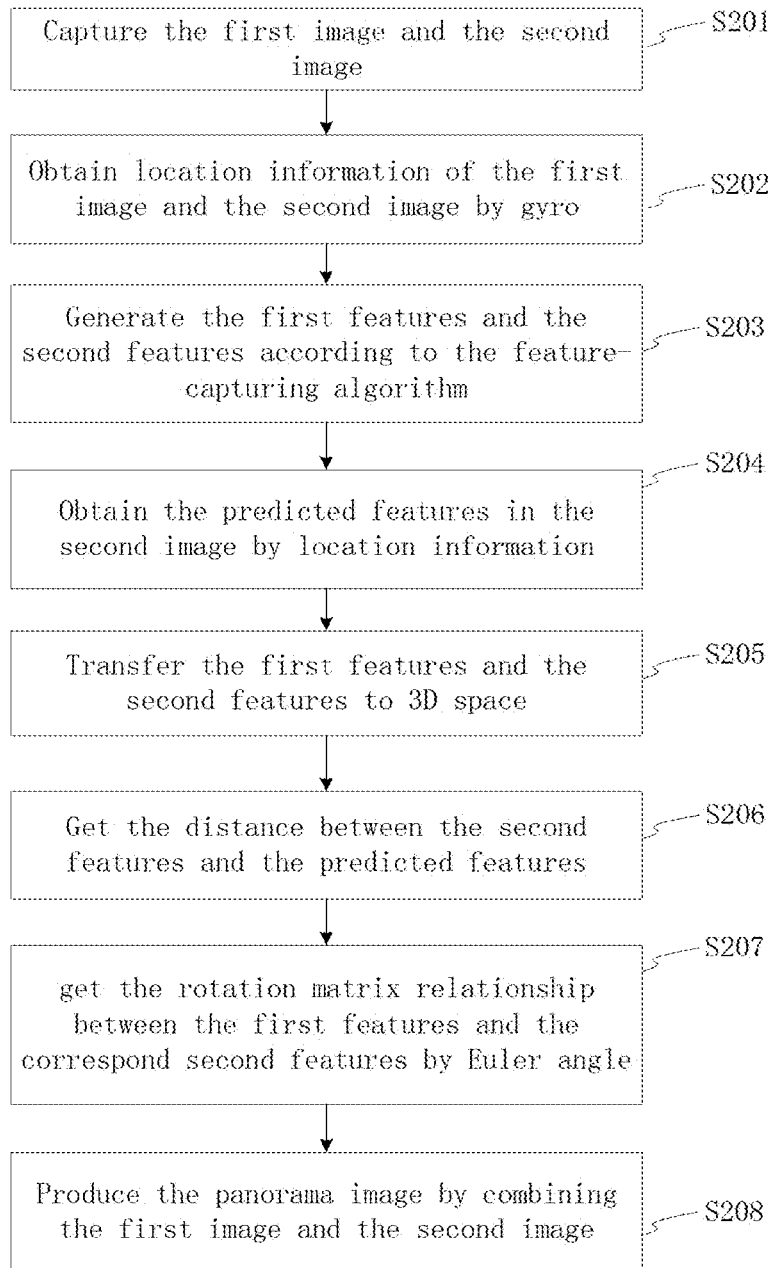 Capture the first image and the second
image
S201
Obtain location information of the first
image and the second image by gyro
S202
Generate the first features and the
second features according to the feature-
capturing algorithm
S203
Obtain the predicted features in the
second image by location information
S204
Transfer the first features and the
second features to 3D space
S205
Get the distance between the second
features and the predicted features
S206
get the rotation matrix relationship
between the first features and the
correspond second features by Euler angle
S207
Produce the panorama image by combining
the first image and the second image
S208